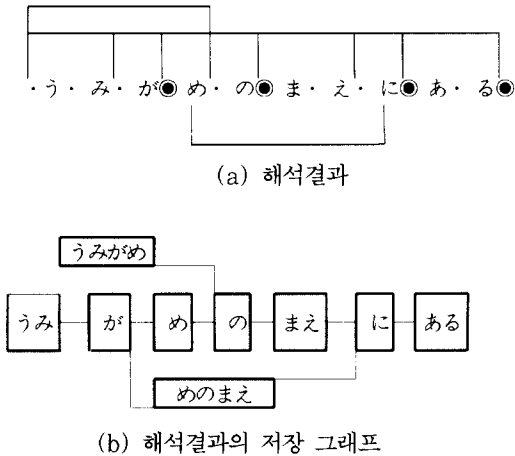 ·う·み·が◉め·の◉ま·え·に◉あ·る◉
(a) 해석결과
うみがめ
うみ が め の まえ に ある
めのまえ
(b) 해석결과의 저장 그래프